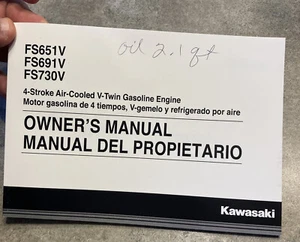 oil 2.1 qt
FS651V
FS691V
FS730V
4-Stroke Air-Cooled V-Twin Gasoline Engine
Motor gasolina de 4 tiempos, V-gemelo y refrigerado por aire
OWNER'S MANUAL
MANUAL DEL PROPIETARIO
Kawasaki